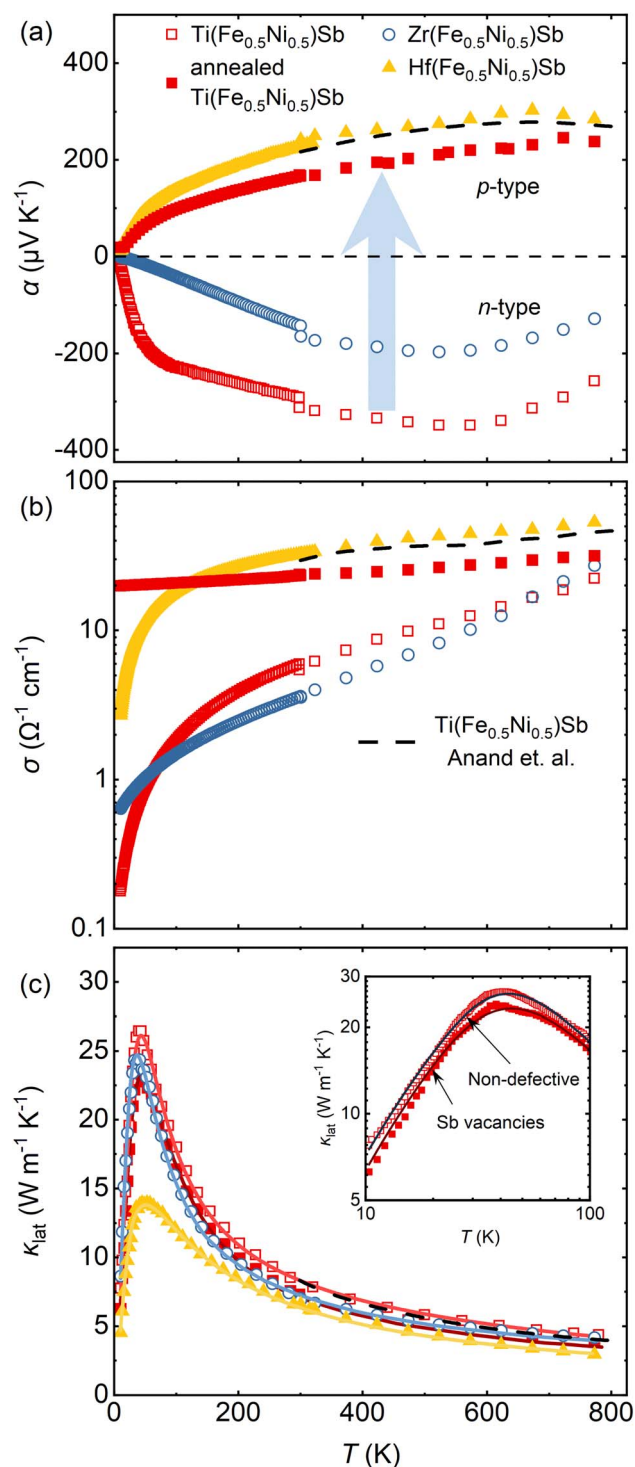 (a)
Ti(Fe₀.₅Ni₀.₅)Sb
Zr(Fe₀.₅Ni₀.₅)Sb
annealed
Ti(Fe₀.₅Ni₀.₅)Sb
Hf(Fe₀.₅Ni₀.₅)Sb
400
200
0
-200
-400
α (µV K⁻¹)
p-type
n-type
(b)
100
10
1
0.1
σ (Ω⁻¹ cm⁻¹)
Ti(Fe₀.₅Ni₀.₅)Sb
Anand et. al.
(c)
30
25
20
15
10
5
0
κlat (W m⁻¹ K⁻¹)
30
20
10
5
κlat (W m⁻¹ K⁻¹)
Non-defective
Sb vacancies
10
100
T (K)
0
200
400
600
800
T (K)